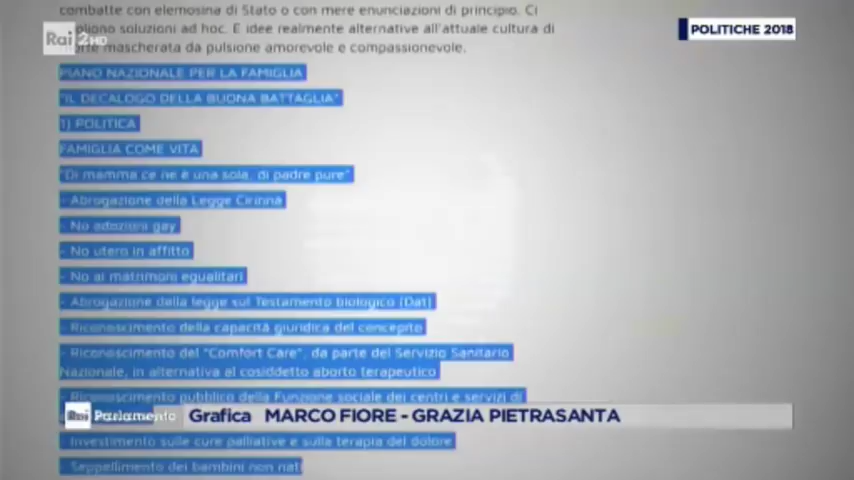 combatte con elemosina di Stato o con mere enunciazioni di principio. Ci
soluzioni ad hoc. E idee realmente alternative all'attuale cultura di
mascherata da pulsione amorevole e compassionevole.
Rai 2HD
POLITICHE 2018
PIANO NAZIONALE PER LA FAMIGLIA
"IL DECALOGO DELLA BUONA BATTAGLIA"
1) POLITICA
FAMIGLIA COME VITA
"Di mamma ce ne è una sola, di padre pure"
- Abrogazione della Legge Cirinnà
- No adozioni gay
- No utero in affitto
- No ai matrimoni egualitari
- Abrogazione della legge sul Testamento biologico (Dat)
- Riconoscimento della capacità giuridica del concepito
- Riconoscimento del "Comfort Care", da parte del Servizio Sanitario
Nazionale, in alternativa al cosiddetto aborto terapeutico
- Riconoscimento pubblico della Funzione sociale dei centri e servizi di
Rai Parlamento
Grafica MARCO FIORE - GRAZIA PIETRASANTA
- Investimento sulle cure palliative e sulla terapia del dolore
- Seppellimento dei bambini non nati